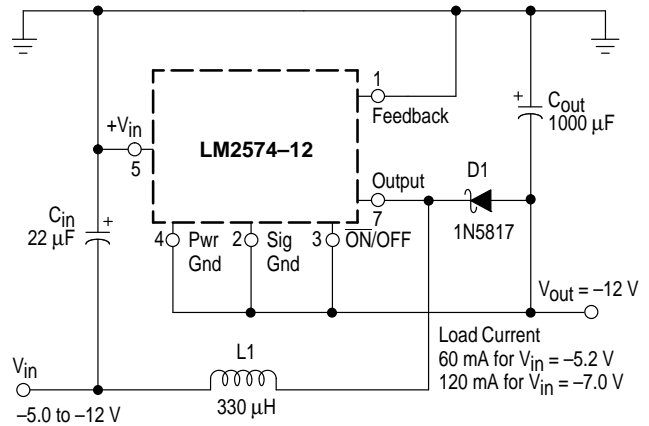 1
Feedback
+
Cout
1000 µF
+Vin
5
LM2574–12
Output
7
D1
1N5817
Cin
22 µF
+
4
Pwr
Gnd
2
Sig
Gnd
3
ON/OFF
Vout = –12 V
Load Current
60 mA for Vin = –5.2 V
120 mA for Vin = –7.0 V
Vin
–5.0 to –12 V
L1
330 µH